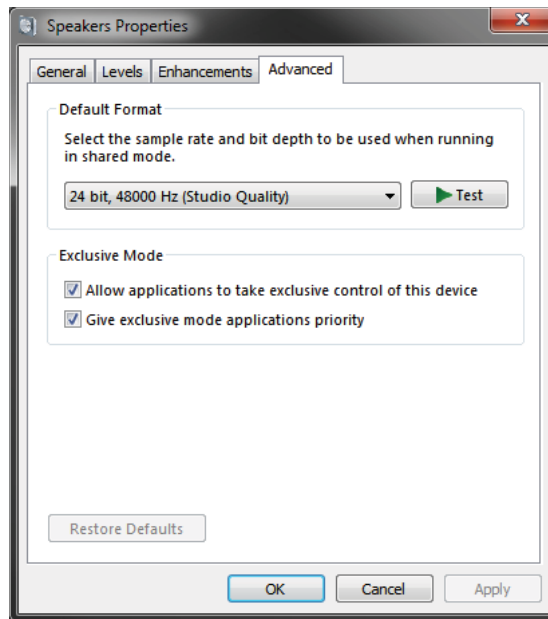 Speakers Properties
General Levels Enhancements Advanced
Default Format
Select the sample rate and bit depth to be used when running
in shared mode.
24 bit, 48000 Hz (Studio Quality)
Test
Exclusive Mode
Allow applications to take exclusive control of this device
Give exclusive mode applications priority
Restore Defaults
OK Cancel Apply